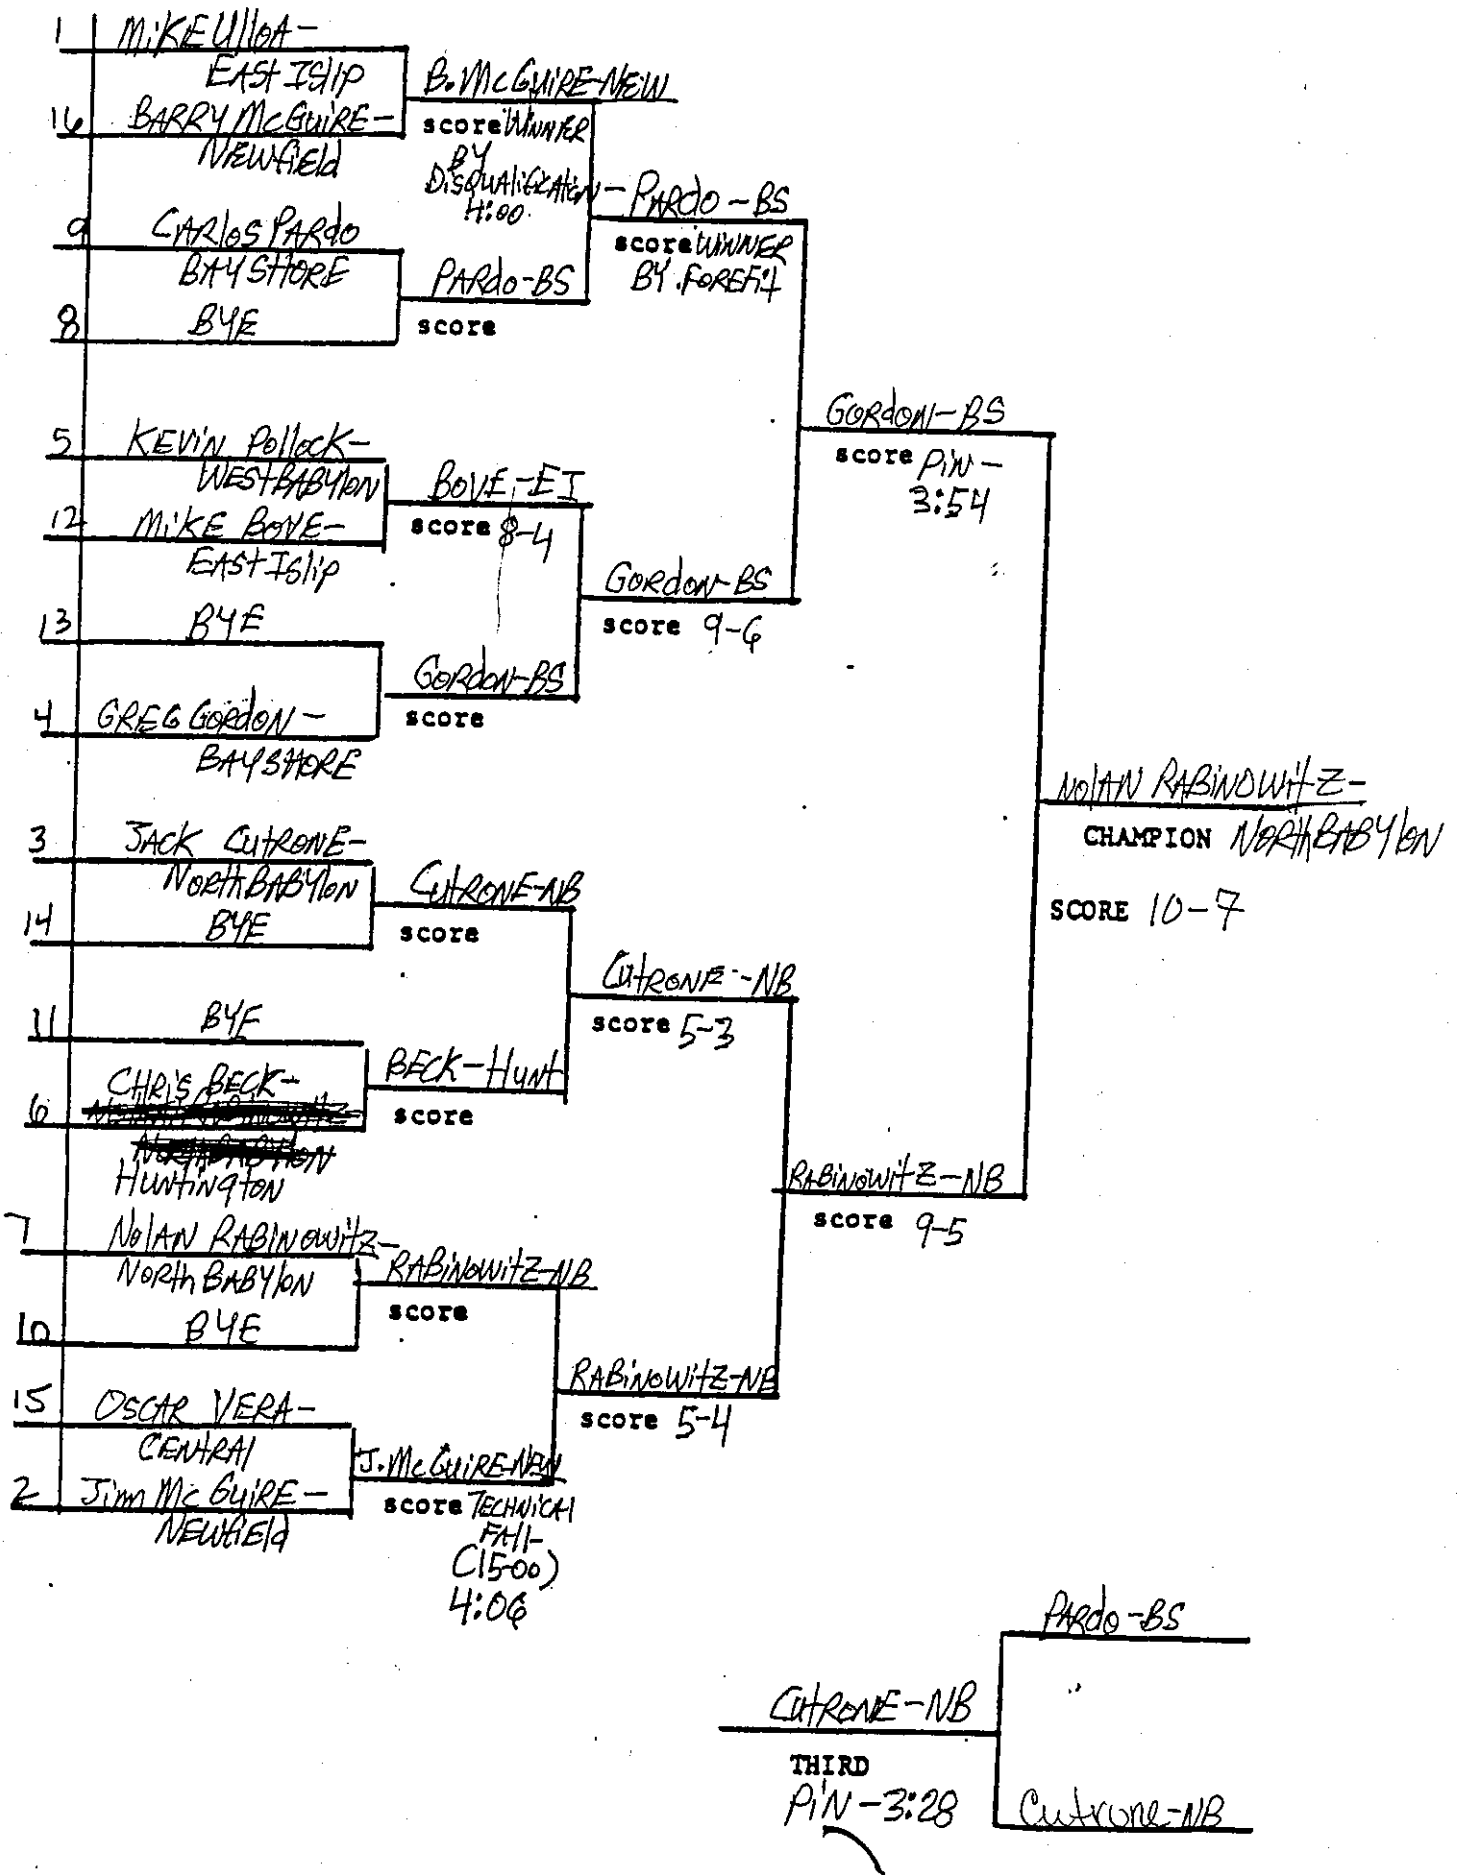 1 MIKE UllOA-
EAST ISlIP
16 BARRY McGUIRE-
NEWfiEld
9 CARlOS PARdO
BAYSHORE
8 BYE
5 KEVIN POllOCK-
WEST BABYlON
12 MIKE BOVE-
EAST ISlip
13 BYE
4 GREG GORdON-
BAYSHORE
3 JACK CUTRONE-
NORTH BABYlON
14 BYE
11 BYE
6 CHRIS BECK-
HUNTINgTON
7 NOlAN RABINOWITZ-
NORTh BABYlON
10 BYE
15 OSCAR VERA-
CENTRAl
2 Jim McGUIRE-
NEWfiEld
B. McGUIRE-NEW
score WINNER
BY
DISQUAlIFICATION-
4:00
PARdO-BS
score
BOVE-EI
score 8-4
GORdON-BS
score
CUTRONE-NB
score
BECK-HUNT
score
RABINOWITZ-NB
score
J. McGUIRE-NEW
score TECHNICAl
FAll-
(15-00)
4:06
PARdO-BS
score WINNER
BY.FOREFIT
GORDON-BS
score 9-6
CUTRONE-NB
score 5-3
RABINOWITZ-NB
score 5-4
GORdON-BS
score PIN-
3:54
RABINOWITZ-NB
score 9-5
NOlAN RABINOWITZ-
CHAMPION NORTH BABYlON
SCORE 10-7
PARdO-BS
CUTRONE-NB
THIRD
PIN-3:28
Cutrone-NB